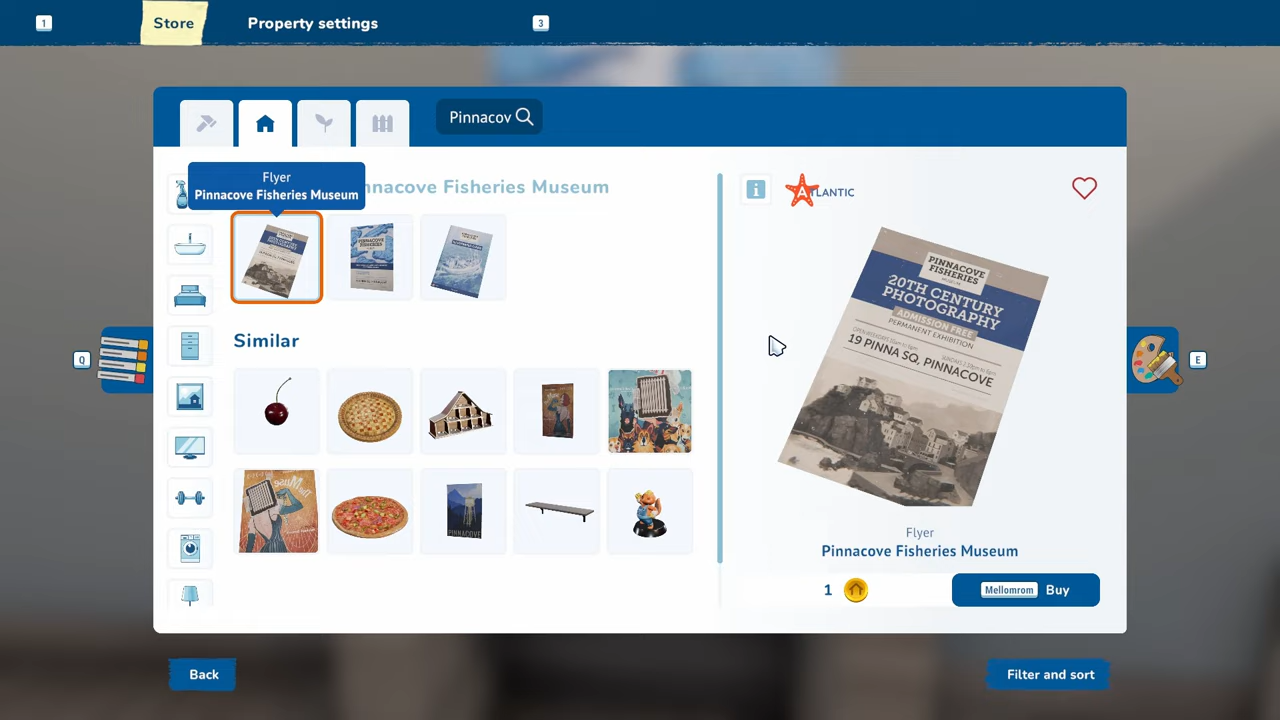 1
Store
Property settings
3
Pinnacov
Flyer
Pinnacove Fisheries Museum
nnacove Fisheries Museum
ATLANTIC
PINNACOVE
FISHERIES
20TH CENTURY
PHOTOGRAPHY
ADMISSION FREE
PERMANENT EXHIBITION
19 PINNA SQ, PINNACOVE
Q
E
Similar
PINNACOVE
Flyer
Pinnacove Fisheries Museum
1
Mellomrom
Buy
Back
Filter and sort